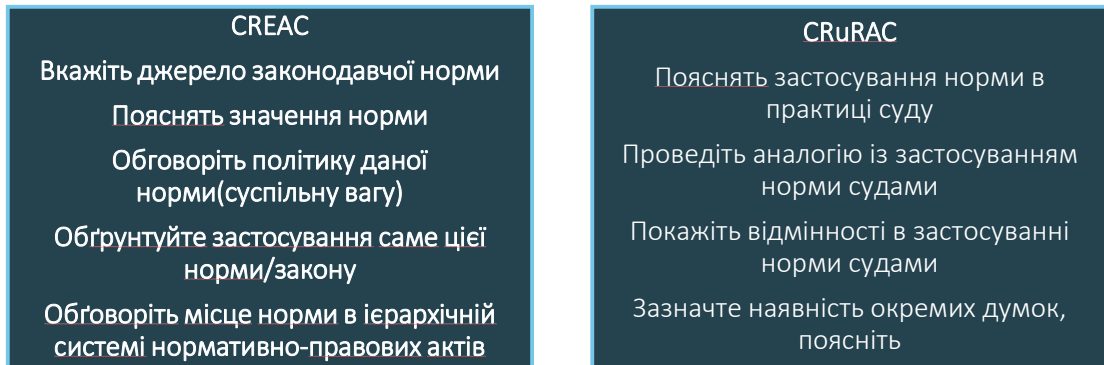 CREAC
Вкажіть джерело законодавчої норми
Пояснять значення норми
Обговоріть політику даної
норми(суспільну вагу)
Обґрунтуйте застосування саме цієї
норми/закону
Обґоворіть місце норми в ієрархічній
системі нормативно-правових актів
CRuRAC
Пояснять застосування норми в
практиці суду
Проведіть аналогію із застосуванням
норми судами
Покажіть відмінності в застосуванні
норми судами
Зазначте наявність окремих думок,
поясніть